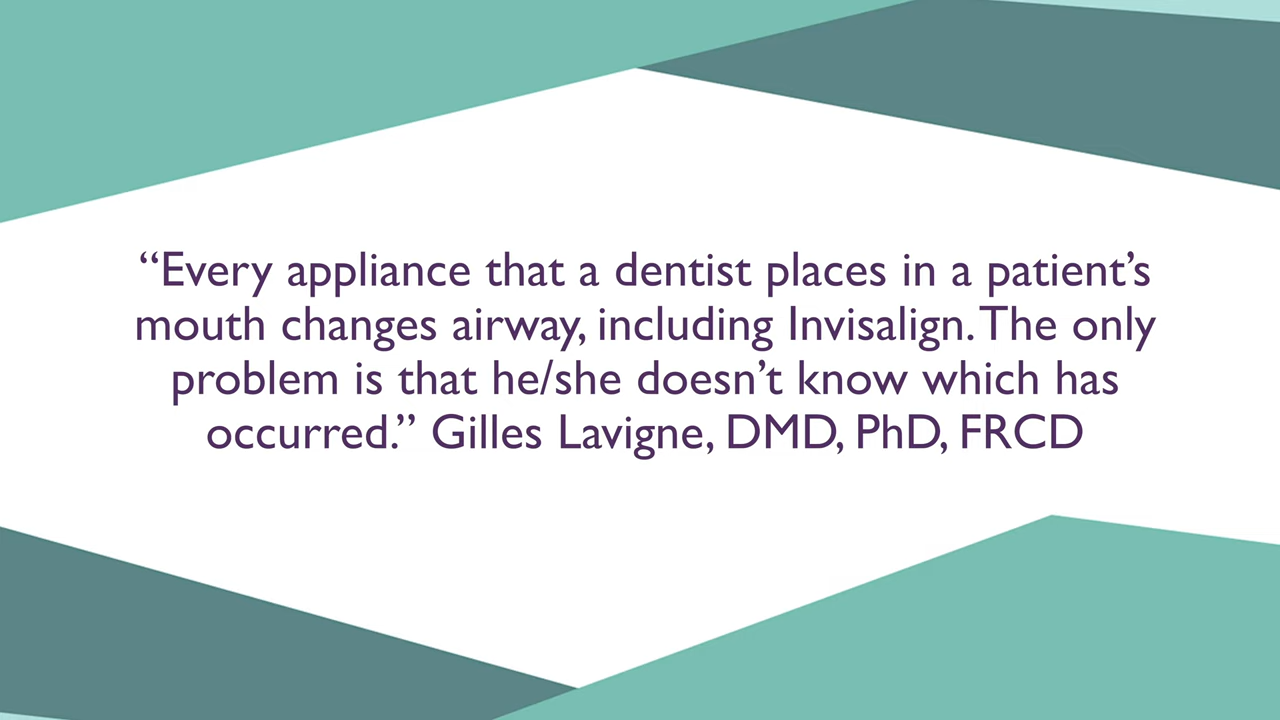 “Every appliance that a dentist places in a patient’s
mouth changes airway, including Invisalign. The only
problem is that he/she doesn’t know which has
occurred.” Gilles Lavigne, DMD, PhD, FRCD